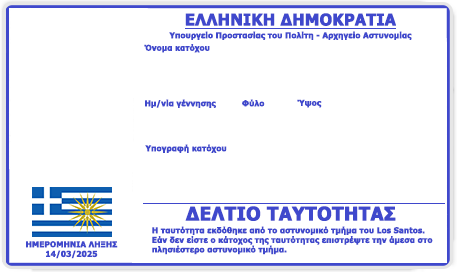 ΕΛΛΗΝΙΚΗ ΔΗΜΟΚΡΑΤΙΑ
Υπουργείο Προστασίας του Πολίτη - Αρχηγείο Αστυνομίας
Όνομα κατόχου
Ημ/νία γέννησης Φύλο Ύψος
Υπογραφή κατόχου
ΗΜΕΡΟΜΗΝΙΑ ΛΗΞΗΣ
14/03/2025
ΔΕΛΤΙΟ ΤΑΥΤΟΤΗΤΑΣ
Η ταυτότητα εκδόθηκε από το αστυνομικό τμήμα του Los Santos.
Εάν δεν είστε ο κάτοχος της ταυτότητας επιστρέψτε την άμεσα στο
πλησιέστερο αστυνομικό τμήμα.